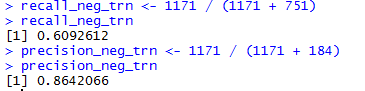 > recall_neg_trn <- 1171 / (1171 + 751)
> recall_neg_trn
[1] 0.6092612
> precision_neg_trn <- 1171 / (1171 + 184)
> precision_neg_trn
[1] 0.8642066